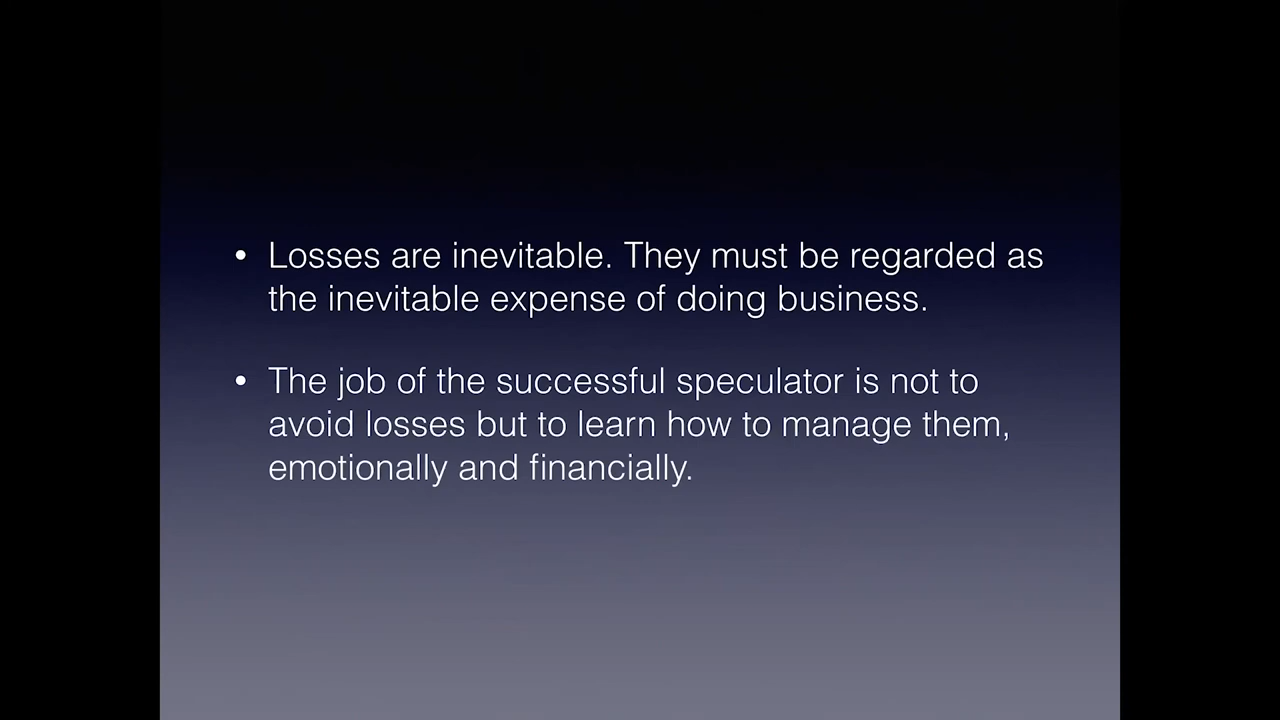 • Losses are inevitable. They must be regarded as
the inevitable expense of doing business.
• The job of the successful speculator is not to
avoid losses but to learn how to manage them,
emotionally and financially.